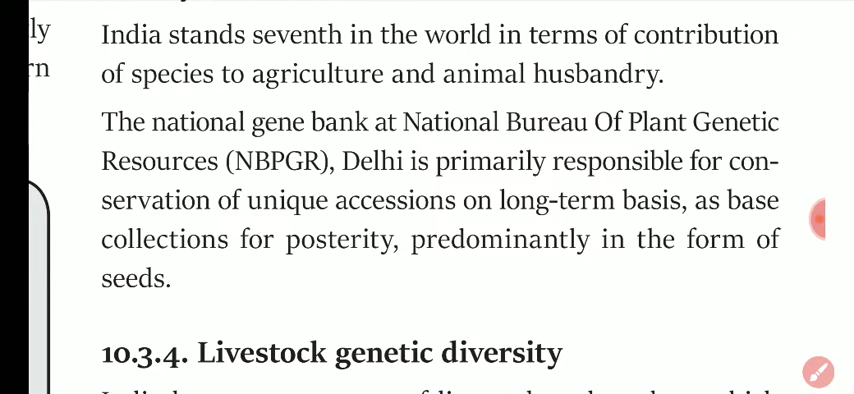 ly
rn
India stands seventh in the world in terms of contribution
of species to agriculture and animal husbandry.
The national gene bank at National Bureau Of Plant Genetic
Resources (NBPGR), Delhi is primarily responsible for con-
servation of unique accessions on long-term basis, as base
collections for posterity, predominantly in the form of
seeds.
10.3.4. Livestock genetic diversity